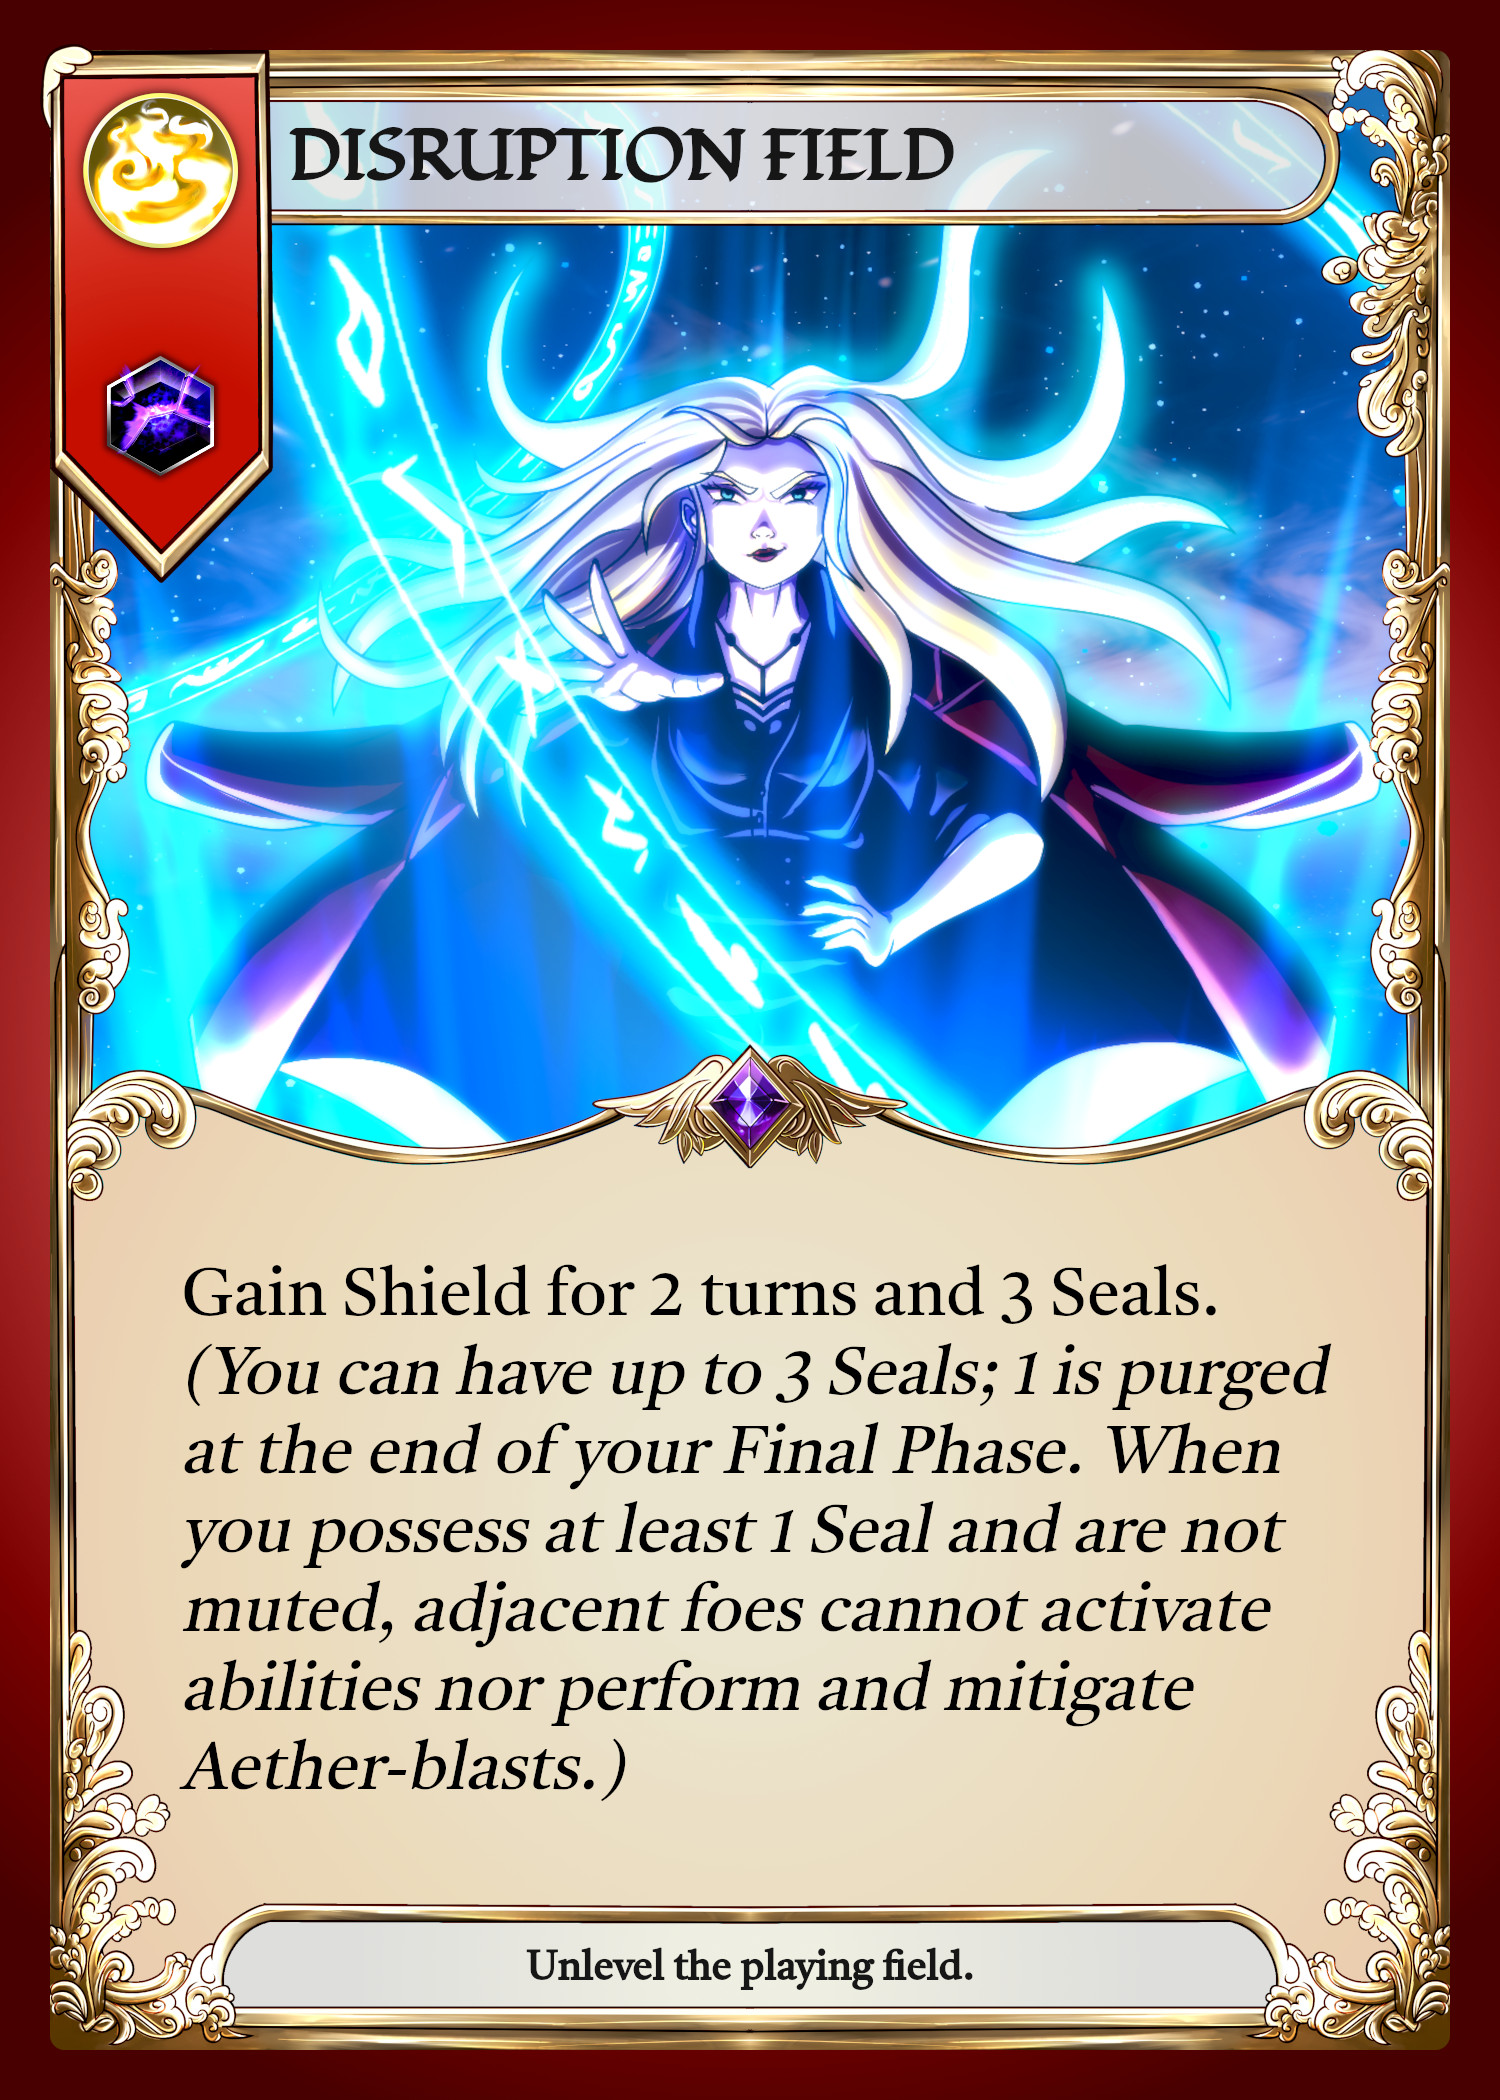 DISRUPTION FIELD
Gain Shield for 2 turns and 3 Seals.
(You can have up to 3 Seals; 1 is purged
at the end of your Final Phase. When
you possess at least 1 Seal and are not
muted, adjacent foes cannot activate
abilities nor perform and mitigate
Aether-blasts.)
Unlevel the playing field.